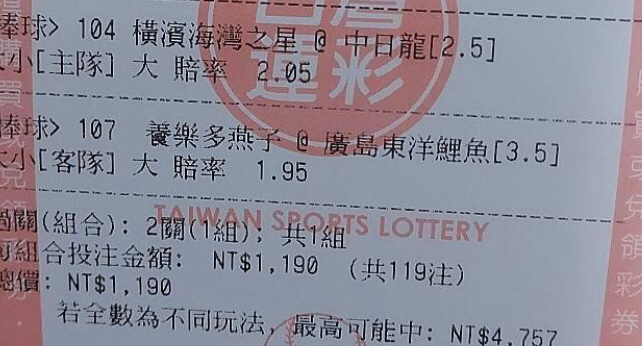 棒球> 104 橫濱海灣之星 @ 中日龍[2.5]
大小[主隊] 大 賠率 2.05
棒球> 107 養樂多燕子 @ 廣島東洋鯉魚[3.5]
大小[客隊] 大 賠率 1.95
過關(組合): 2關(1組); 共1組
TAIWAN SPORTS LOTTERY
每組合投注金額: NT$1,190 (共119注)
總價: NT$1,190
若全數為不同玩法, 最高可能中: NT$4,757